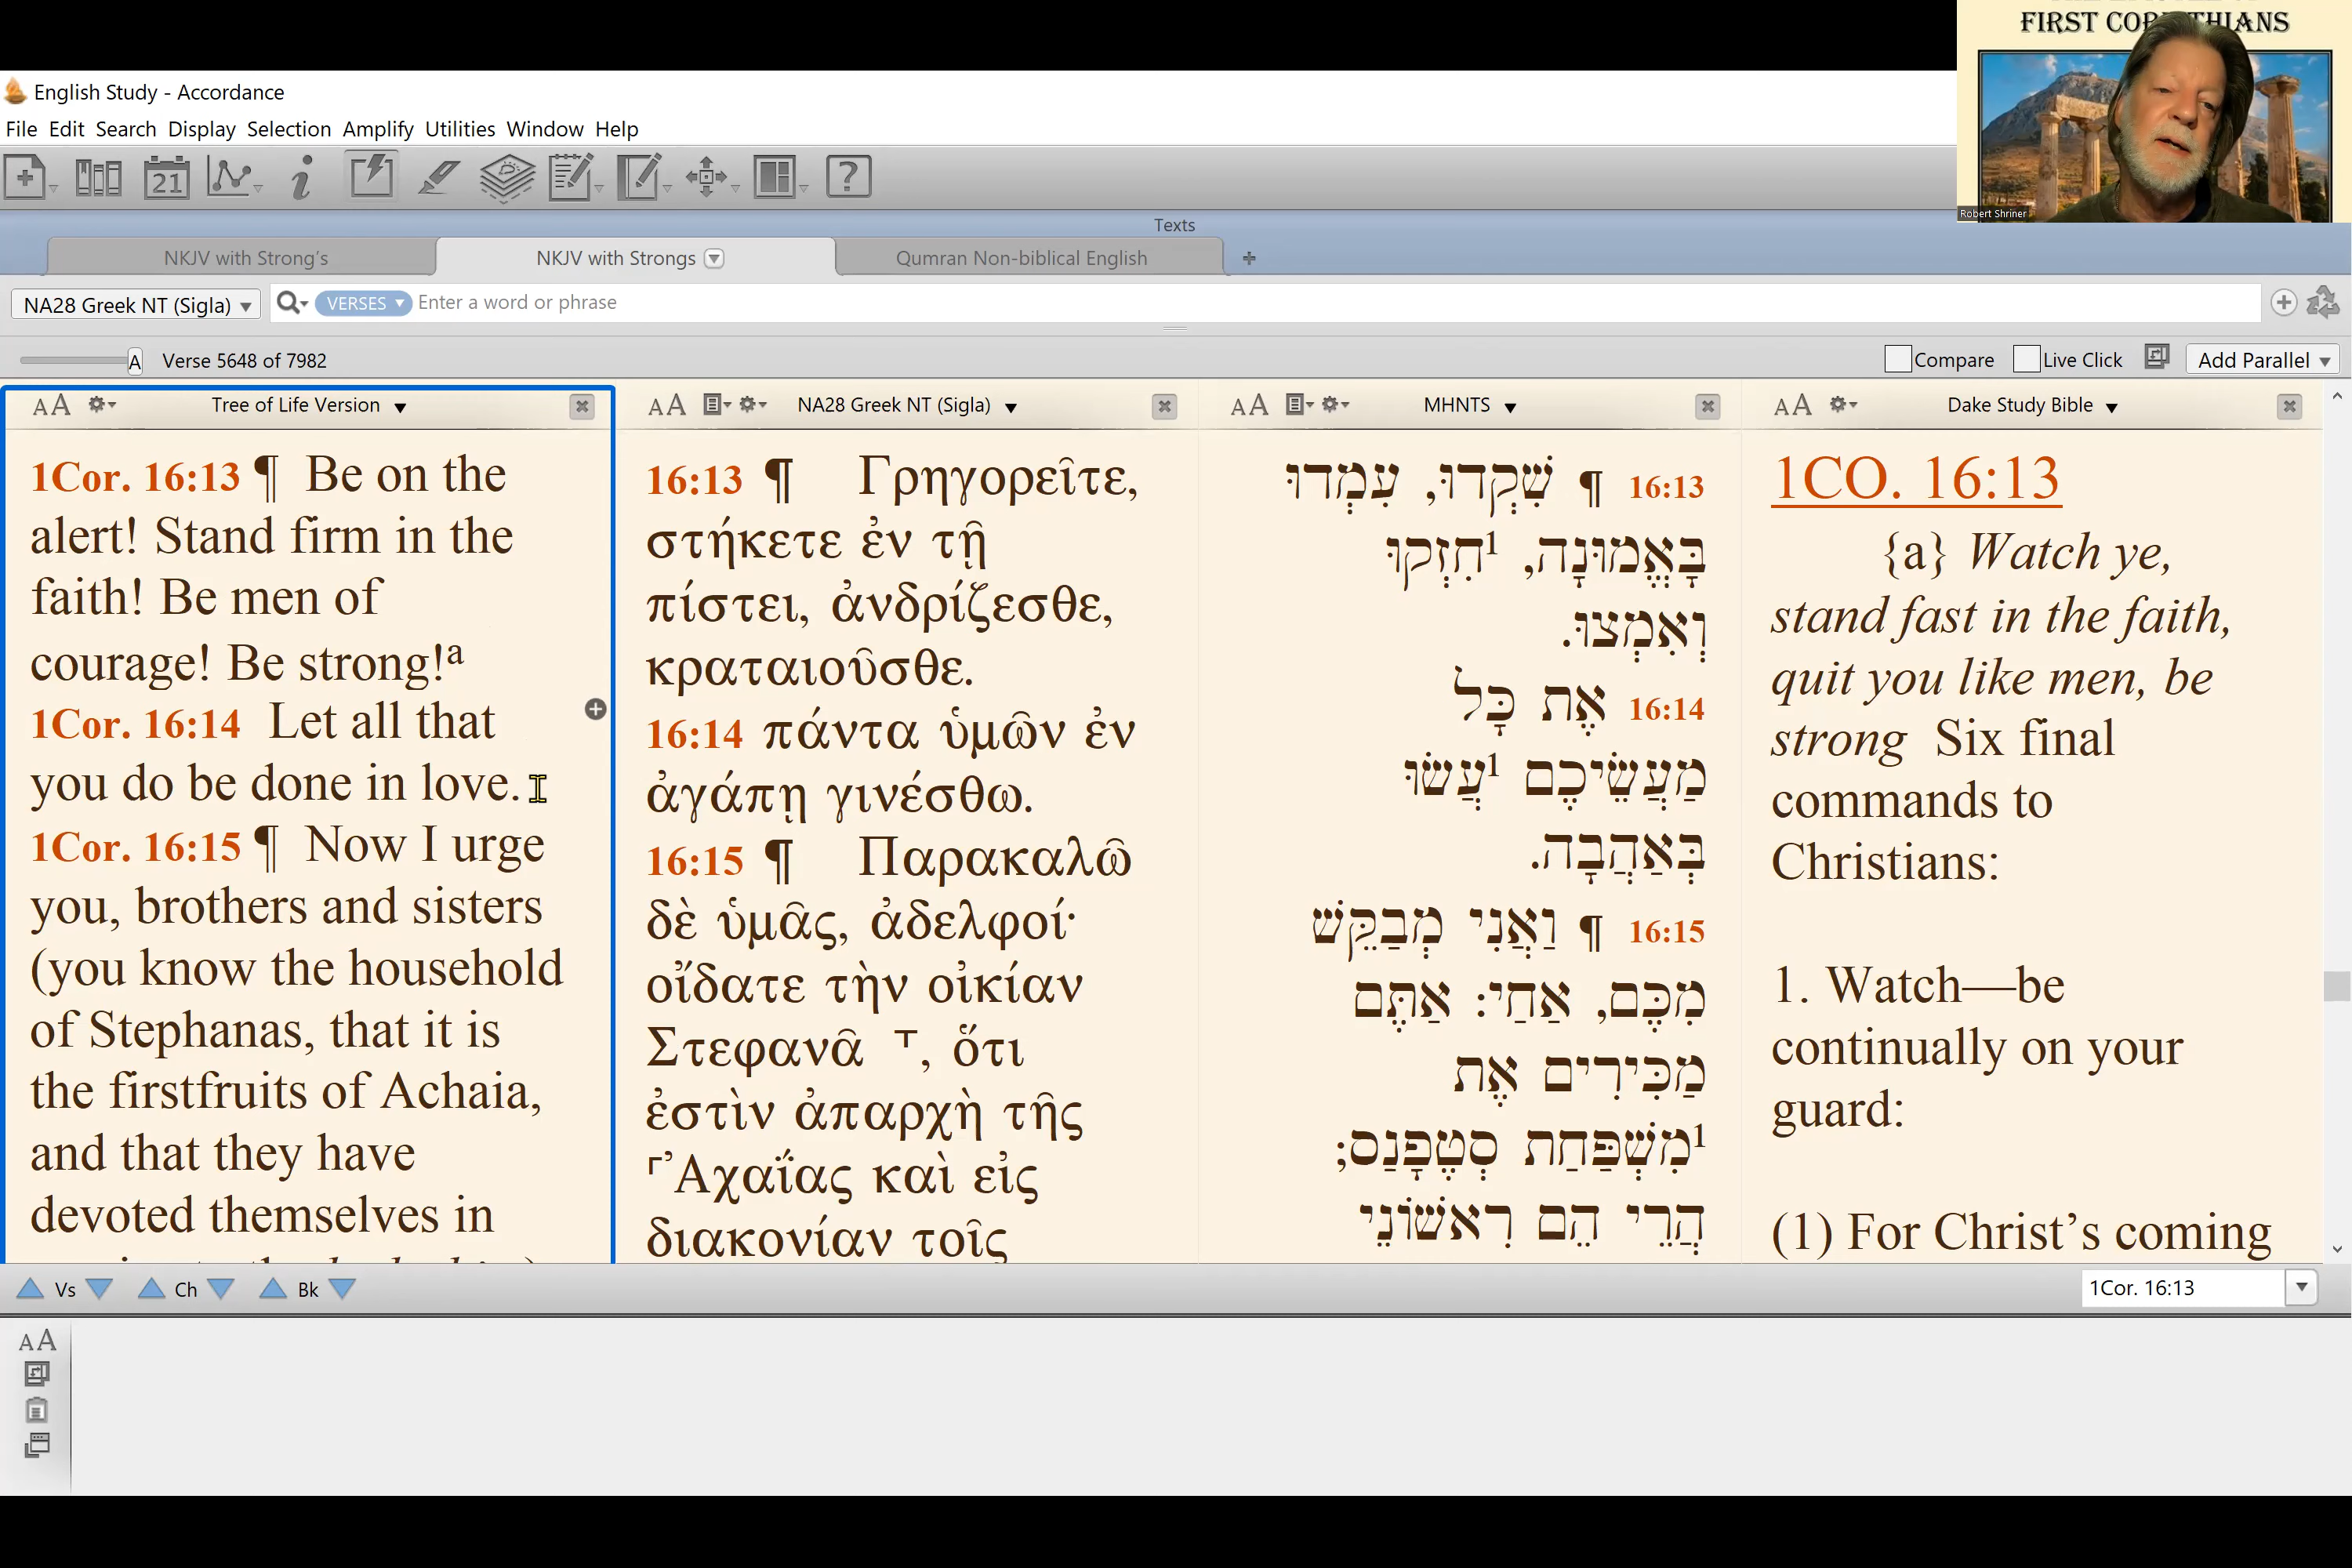 FIRST CORINTHIANS
Robert Shriner
English Study - Accordance
File Edit Search Display Selection Amplify Utilities Window Help
21
Texts
NKJV with Strong's
NKJV with Strongs
Qumran Non-biblical English
NA28 Greek NT (Sigla)
VERSES
Enter a word or phrase
A
Verse 5648 of 7982
Compare
Live Click
Add Parallel
AA Tree of Life Version
1Cor. 16:13 ¶ Be on the
alert! Stand firm in the
faith! Be men of
courage! Be strong!a
1Cor. 16:14 Let all that
you do be done in love.
1Cor. 16:15 ¶ Now I urge
you, brothers and sisters
(you know the household
of Stephanas, that it is
the firstfruits of Achaia,
and that they have
devoted themselves in
AA NA28 Greek NT (Sigla)
16:13 ¶ Γρηγορεῖτε,
στήκετε ἐν τῇ
πίστει, ἀνδρίζεσθε,
κραταιοῦσθε.
16:14 πάντα ὑμῶν ἐν
ἀγάπῃ γινέσθω.
16:15 ¶ Παρακαλῶ
δὲ ὑμᾶς, ἀδελφοί·
οἴδατε τὴν οἰκίαν
Στεφανᾶ ⸆, ὅτι
ἐστὶν ἀπαρχὴ τῆς
⸀Ἀχαΐας καὶ εἰς
διακονίαν τοῖς
AA MHNTS
16:13 ¶ שִׁקְדוּ, עִמְדוּ
בָּאֱמוּנָה, 1חִזְקוּ
וְאִמְצוּ.
16:14 אֶת כָּל
מַעֲשֵׂיכֶם 1עֲשׂוּ
בְּאַהֲבָה.
16:15 ¶ וַאֲנִי מְבַקֵּשׁ
מִכֶּם, אַחַי: אַתֶּם
מַכִּירִים אֶת
1מִשְׁפַּחַת סְטֶפָנַס;
הֲרֵי הֵם רִאשׁוֹנֵי
AA Dake Study Bible
1CO. 16:13
{a} Watch ye,
stand fast in the faith,
quit you like men, be
strong Six final
commands to
Christians:
1. Watch—be
continually on your
guard:
(1) For Christ's coming
Vs Ch Bk
1Cor. 16:13
AA